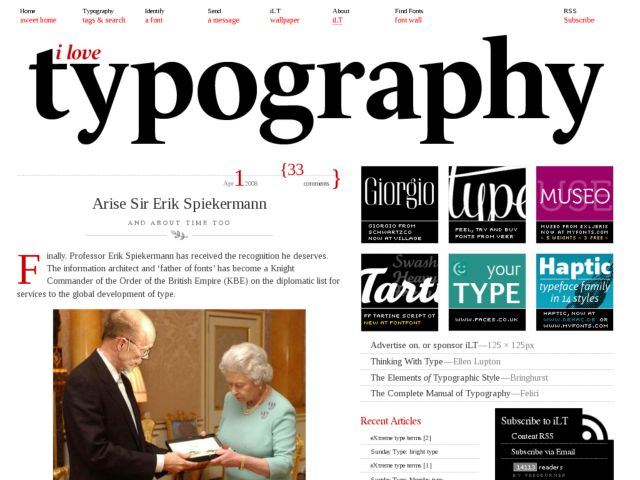 Home
sweet home
Typography
tags & search
Identify
a font
Send
a message
iLT
wallpaper
About
iLT
Find Fonts
font wall
RSS
Subscribe
i love
typography
Apr 1 2008
{33 comments }
Arise Sir Erik Spiekermann
AND ABOUT TIME TOO
Finally. Professor Erik Spiekermann has received the recognition he deserves.
The information architect and ‘father of fonts’ has become a Knight
Commander of the Order of the British Empire (KBE) on the diplomatic list for
services to the global development of type.
Giorgio
GIORGIO FROM
SCHWARTZCO
NOW AT VILLAGE
type
FEEL, TRY AND BUY
FONTS FROM VEER
USE
MUSEO
MUSEO FROM EXLJBRIS
NOW AT MYFONTS.COM
~ 5 WEIGHTS ~ 3 FREE ~
Swash
Heavy
Tarti
FF TARTINE SCRIPT OT
NEW AT FONTFONT
your
TYPE
WWW.FACES.CO.UK
Haptic
typeface family
in 14 styles
HAPTIC, NOW AT
WWW.DEHAC.DE OR
WWW.MYFONTS.COM
Advertise on, or sponsor iLT—125 × 125px
Thinking With Type—Ellen Lupton
The Elements of Typographic Style—Bringhurst
The Complete Manual of Typography—Felici
Recent Articles
eXtreme type terms [2]
Sunday Type: bright type
eXtreme type terms [1]
Sunday Type: Monday type
Subscribe to iLT
Content RSS
Subscribe via Email
14113 readers
BY FEEDBURNER